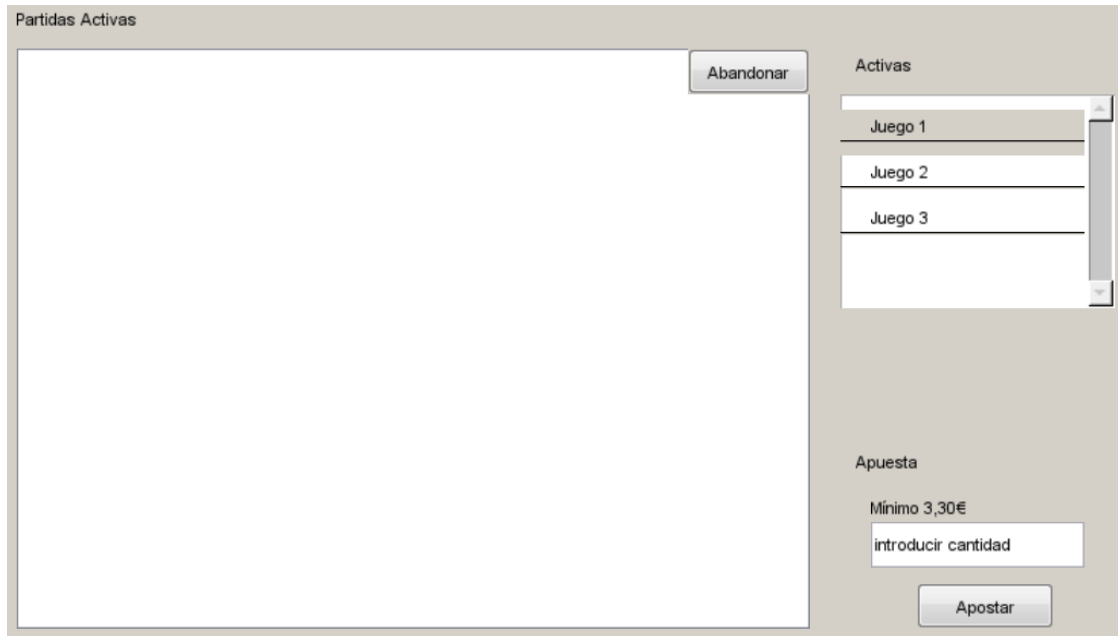 Partidas Activas
Abandonar
Activas
Juego 1
Juego 2
Juego 3
Apuesta
Mínimo 3,30€
introducir cantidad
Apostar